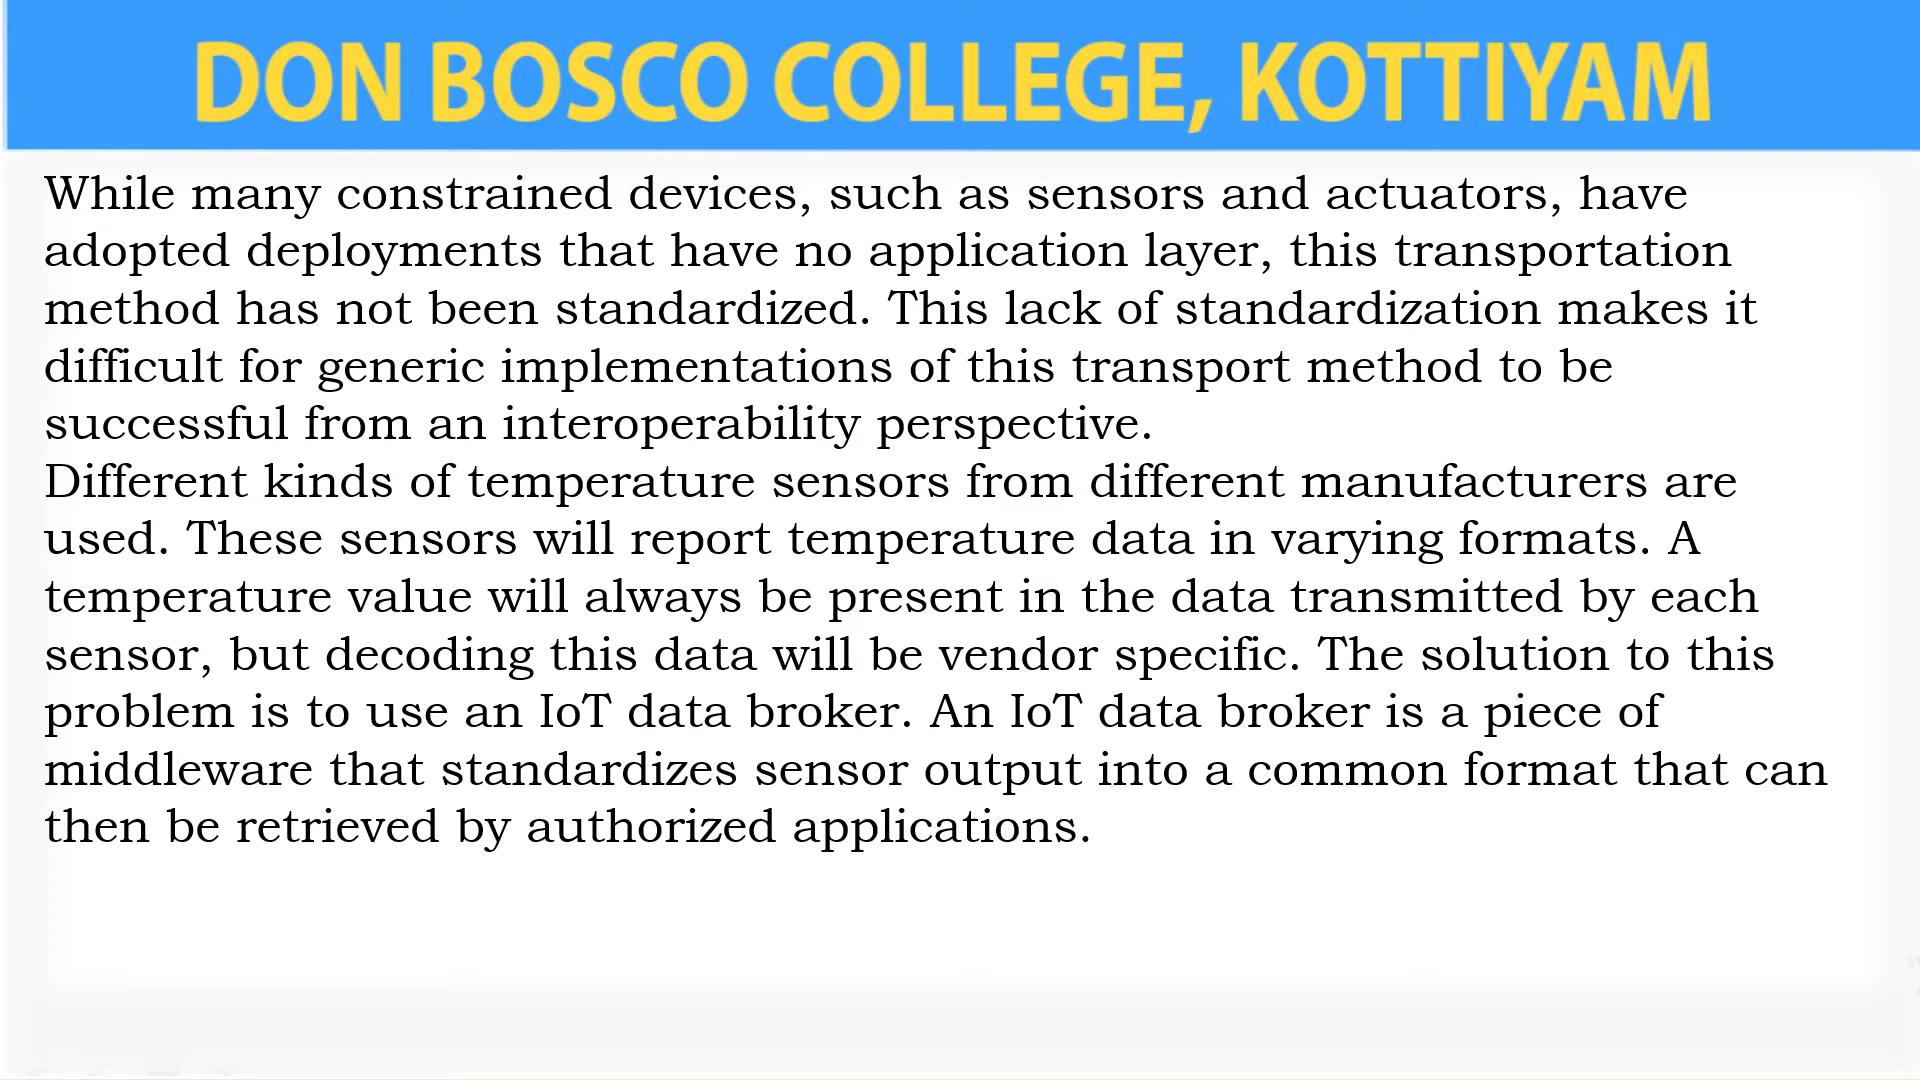 DON BOSCO COLLEGE, KOTTIYAM
While many constrained devices, such as sensors and actuators, have
adopted deployments that have no application layer, this transportation
method has not been standardized. This lack of standardization makes it
difficult for generic implementations of this transport method to be
successful from an interoperability perspective.
Different kinds of temperature sensors from different manufacturers are
used. These sensors will report temperature data in varying formats. A
temperature value will always be present in the data transmitted by each
sensor, but decoding this data will be vendor specific. The solution to this
problem is to use an IoT data broker. An IoT data broker is a piece of
middleware that standardizes sensor output into a common format that can
then be retrieved by authorized applications.